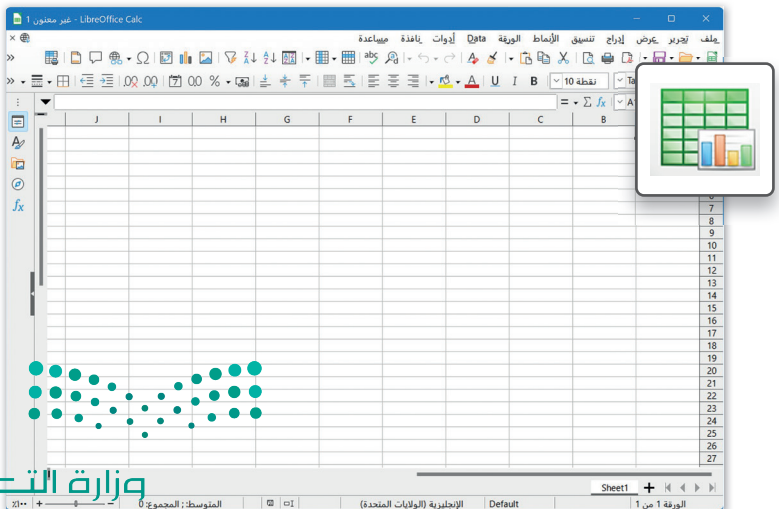 غير معنون 1 - LibreOffice Calc
ملف تحرير عرض إدراج تنسيق الأنماط الورقة Data أدوات نافذة مساعدة
10 نقطة
B I U A
A B C D E F G H I J
7
8
9
10
11
12
13
14
15
16
17
18
19
20
21
22
23
24
25
26
27
Sheet1
الورقة 1 من 1 Default الإنجليزية (الولايات المتحدة) المتوسط: ; المجموع: 0
وزارة التـ